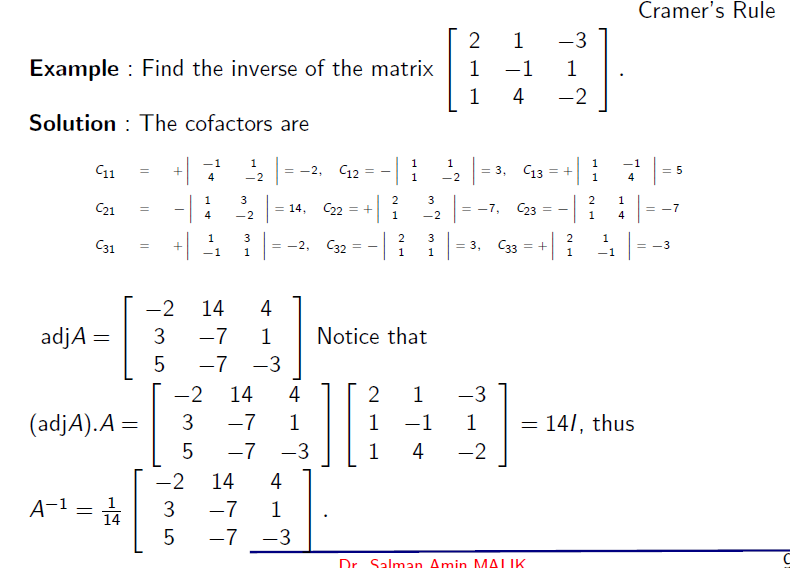 Cramer's Rule
Example : Find the inverse of the matrix [ 2 1 −3 ; 1 −1 1 ; 1 4 −2 ] .
Solution : The cofactors are
C11 = + | −1 1 ; 4 −2 | = −2, C12 = − | 1 1 ; 1 −2 | = 3, C13 = + | 1 −1 ; 1 4 | = 5
C21 = − | 1 3 ; 4 −2 | = 14, C22 = + | 2 3 ; 1 −2 | = −7, C23 = − | 2 1 ; 1 4 | = −7
C31 = + | 1 3 ; −1 1 | = −2, C32 = − | 2 3 ; 1 1 | = 3, C33 = + | 2 1 ; 1 −1 | = −3
adjA = [ −2 14 4 ; 3 −7 1 ; 5 −7 −3 ] Notice that
(adjA).A = [ −2 14 4 ; 3 −7 1 ; 5 −7 −3 ] [ 2 1 −3 ; 1 −1 1 ; 1 4 −2 ] = 14I, thus
A^−1 = 1/14 [ −2 14 4 ; 3 −7 1 ; 5 −7 −3 ] .
Dr. Salman Amin MALIK